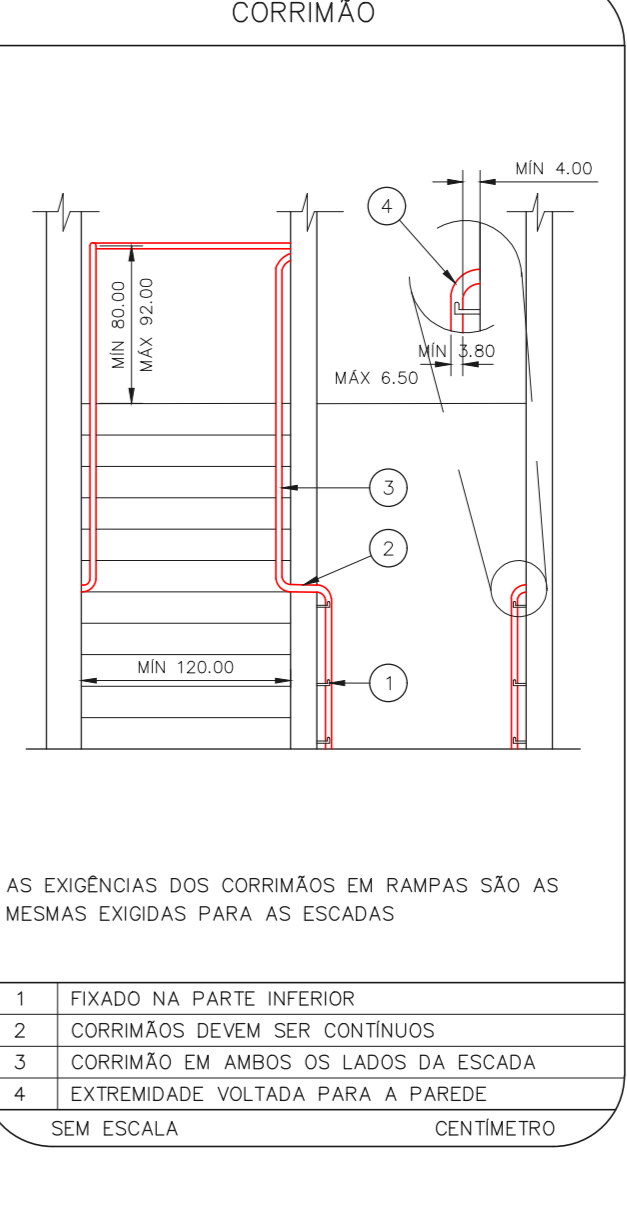 CORRIMÃO
MÍN 4.00
4
MÍN 80.00
MÁX 92.00
MÍN 3.80
MÁX 6.50
3
2
MÍN 120.00
1
AS EXIGÊNCIAS DOS CORRIMÃOS EM RAMPAS SÃO AS
MESMAS EXIGIDAS PARA AS ESCADAS
1 FIXADO NA PARTE INFERIOR
2 CORRIMÃOS DEVEM SER CONTÍNUOS
3 CORRIMÃO EM AMBOS OS LADOS DA ESCADA
4 EXTREMIDADE VOLTADA PARA A PAREDE
SEM ESCALA CENTÍMETRO